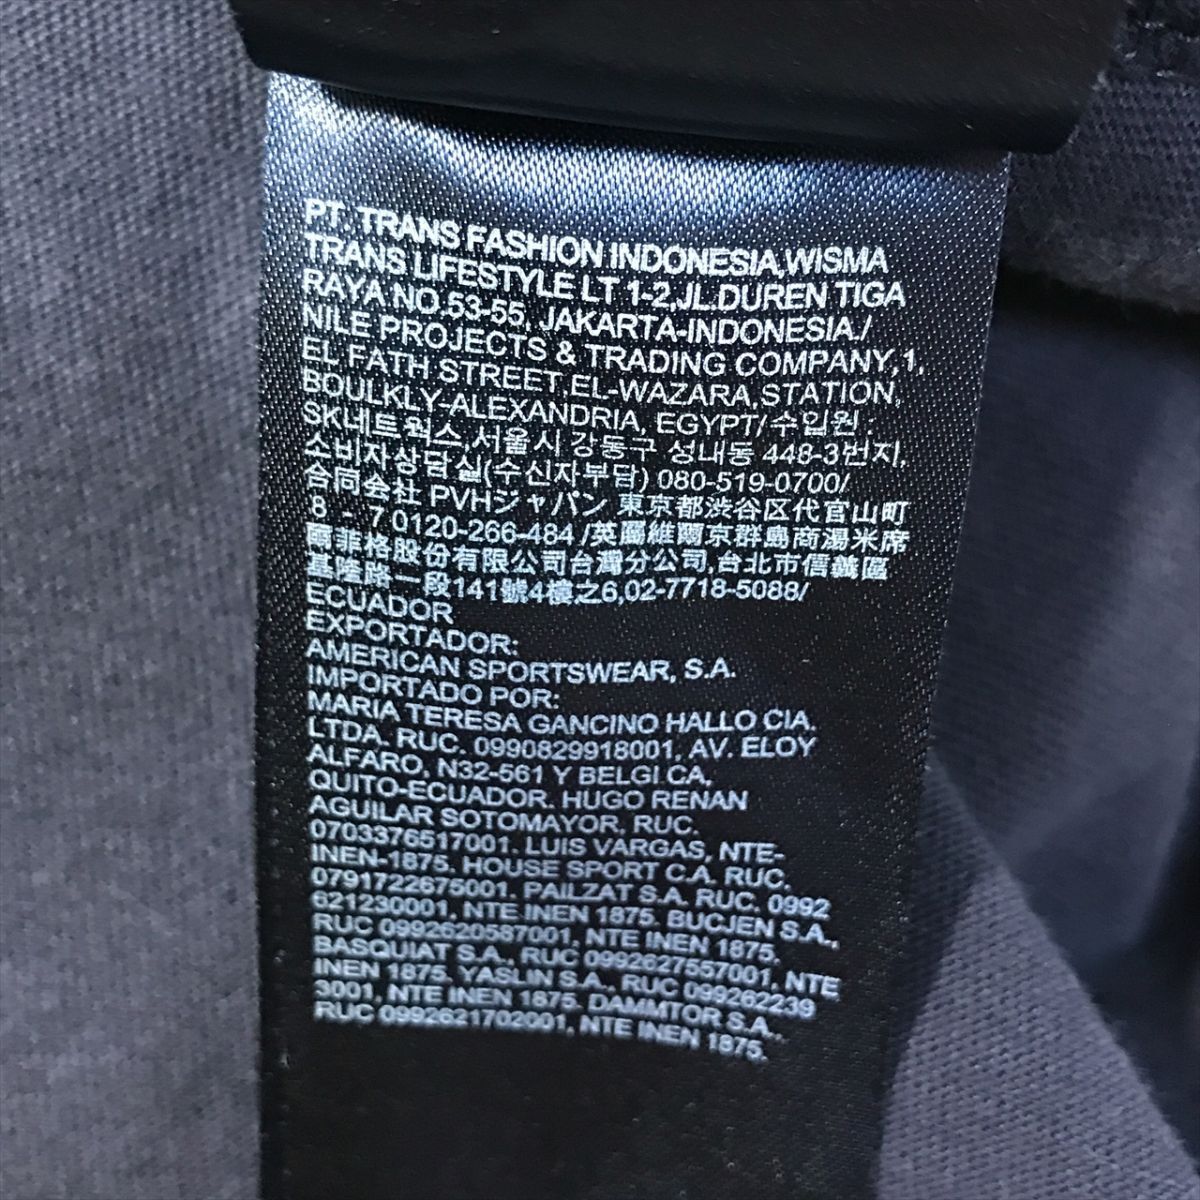 PT. TRANS FASHION INDONESIA,WISMA
TRANS LIFESTYLE LT 1-2,JL.DUREN TIGA
RAYA NO.53-55, JAKARTA-INDONESIA./
NILE PROJECTS & TRADING COMPANY,1,
EL FATH STREET,EL-WAZARA,STATION,
BOULKLY-ALEXANDRIA, EGYPT/수입원 :
SK네트웍스,서울시 강동구 성내동 448-3번지,
소비자상담실(수신자부담) 080-519-0700/
合同会社 PVHジャパン 東京都渋谷区代官山町
8 - 7 0120-266-484 /英屬維爾京群島商湯米席
爾菲格股份有限公司台灣分公司,台北市信義區
基隆路一段141號4樓之6,02-7718-5088/
ECUADOR
EXPORTADOR:
AMERICAN SPORTSWEAR, S.A.
IMPORTADO POR:
MARIA TERESA GANCINO HALLO CIA.
LTDA. RUC. 0990829918001, AV. ELOY
ALFARO, N32-561 Y BELGI CA,
QUITO-ECUADOR. HUGO RENAN
AGUILAR SOTOMAYOR, RUC.
0703376517001. LUIS VARGAS, NTE-
INEN-1875. HOUSE SPORT C.A. RUC.
0791722675001. PAILZAT S.A. RUC. 0992
621230001, NTE INEN 1875. BUCJEN S.A.,
RUC 0992620587001, NTE INEN 1875.
BASQUIAT S.A., RUC 0992627557001, NTE
INEN 1875. YASLIN S.A., RUC 099262239
3001, NTE INEN 1875. DAMMTOR S.A.,
RUC 0992621702001, NTE INEN 1875.